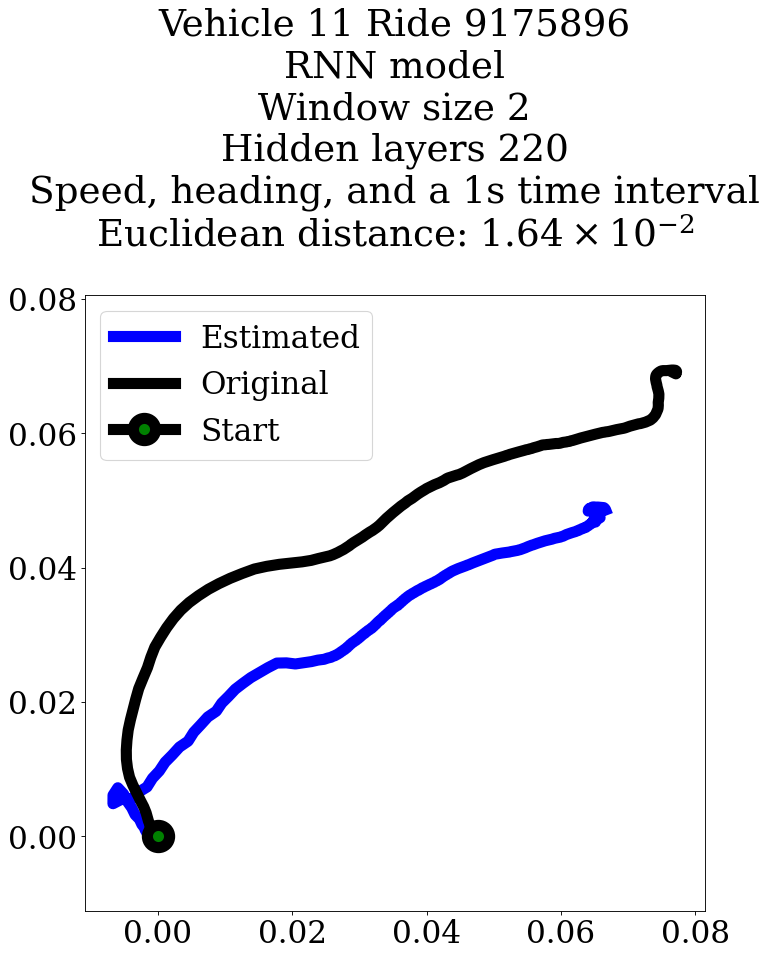 Vehicle 11 Ride 9175896
RNN model
Window size 2
Hidden layers 220
Speed, heading, and a 1s time interval
Euclidean distance: 1.64 × 10⁻²
0.08
0.06
0.04
0.02
0.00
Estimated
Original
Start
0.00 0.02 0.04 0.06 0.08